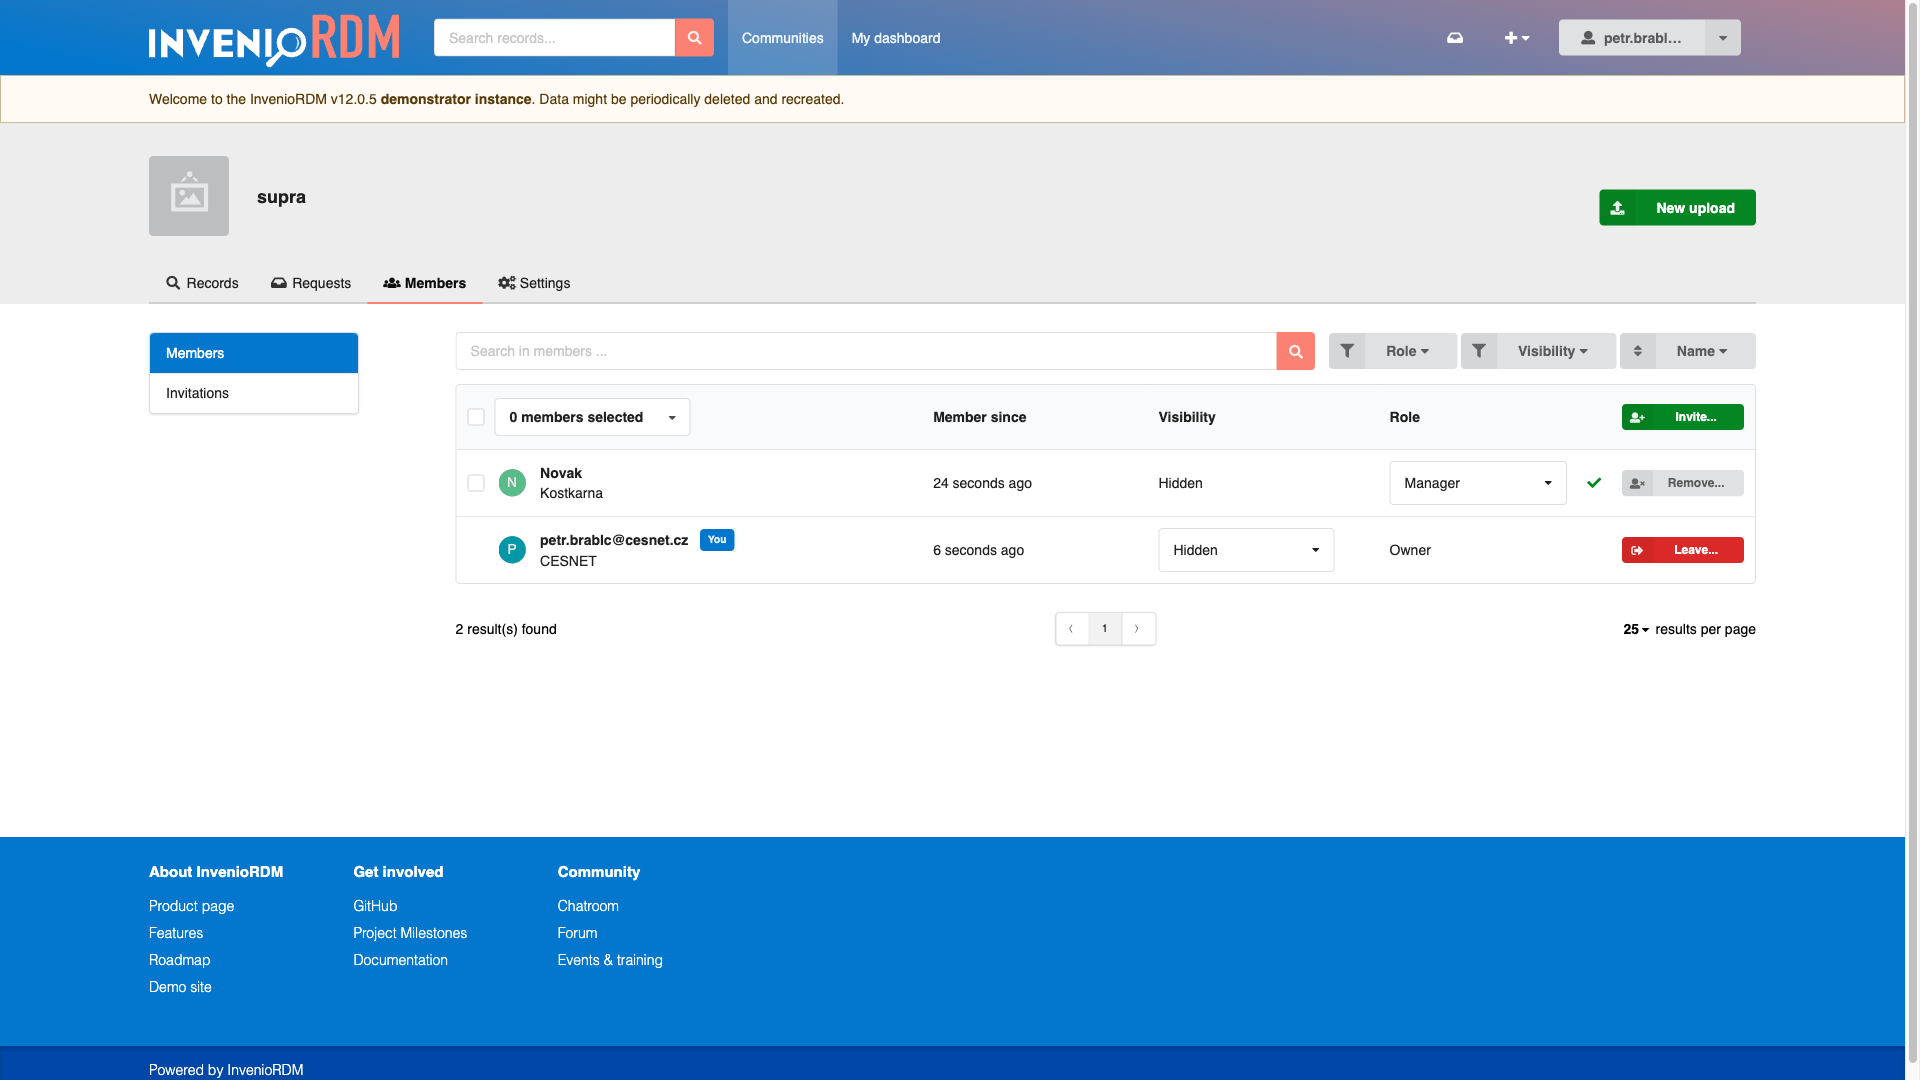 INVENIO RDM
Search records...
Communities
My dashboard
petr.brabl...
Welcome to the InvenioRDM v12.0.5 demonstrator instance. Data might be periodically deleted and recreated.
supra
New upload
Records
Requests
Members
Settings
Members
Invitations
Search in members ...
Role
Visibility
Name
0 members selected
Member since
Visibility
Role
Invite...
N
Novak
Kostkarna
24 seconds ago
Hidden
Manager
Remove...
P
petr.brablc@cesnet.cz
You
CESNET
6 seconds ago
Hidden
Owner
Leave...
2 result(s) found
1
25 results per page
About InvenioRDM
Product page
Features
Roadmap
Demo site
Get involved
GitHub
Project Milestones
Documentation
Community
Chatroom
Forum
Events & training
Powered by InvenioRDM